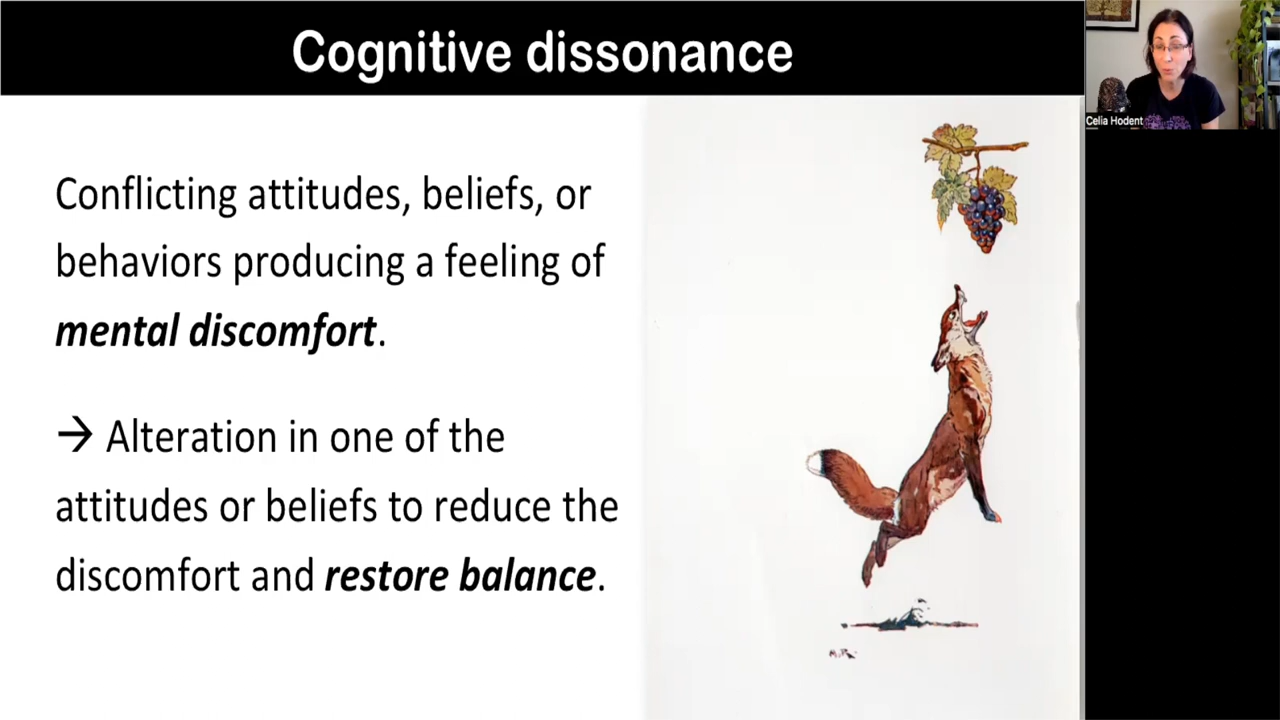 Cognitive dissonance
Celia Hodent
Conflicting attitudes, beliefs, or
behaviors producing a feeling of
mental discomfort.
→ Alteration in one of the
attitudes or beliefs to reduce the
discomfort and restore balance.